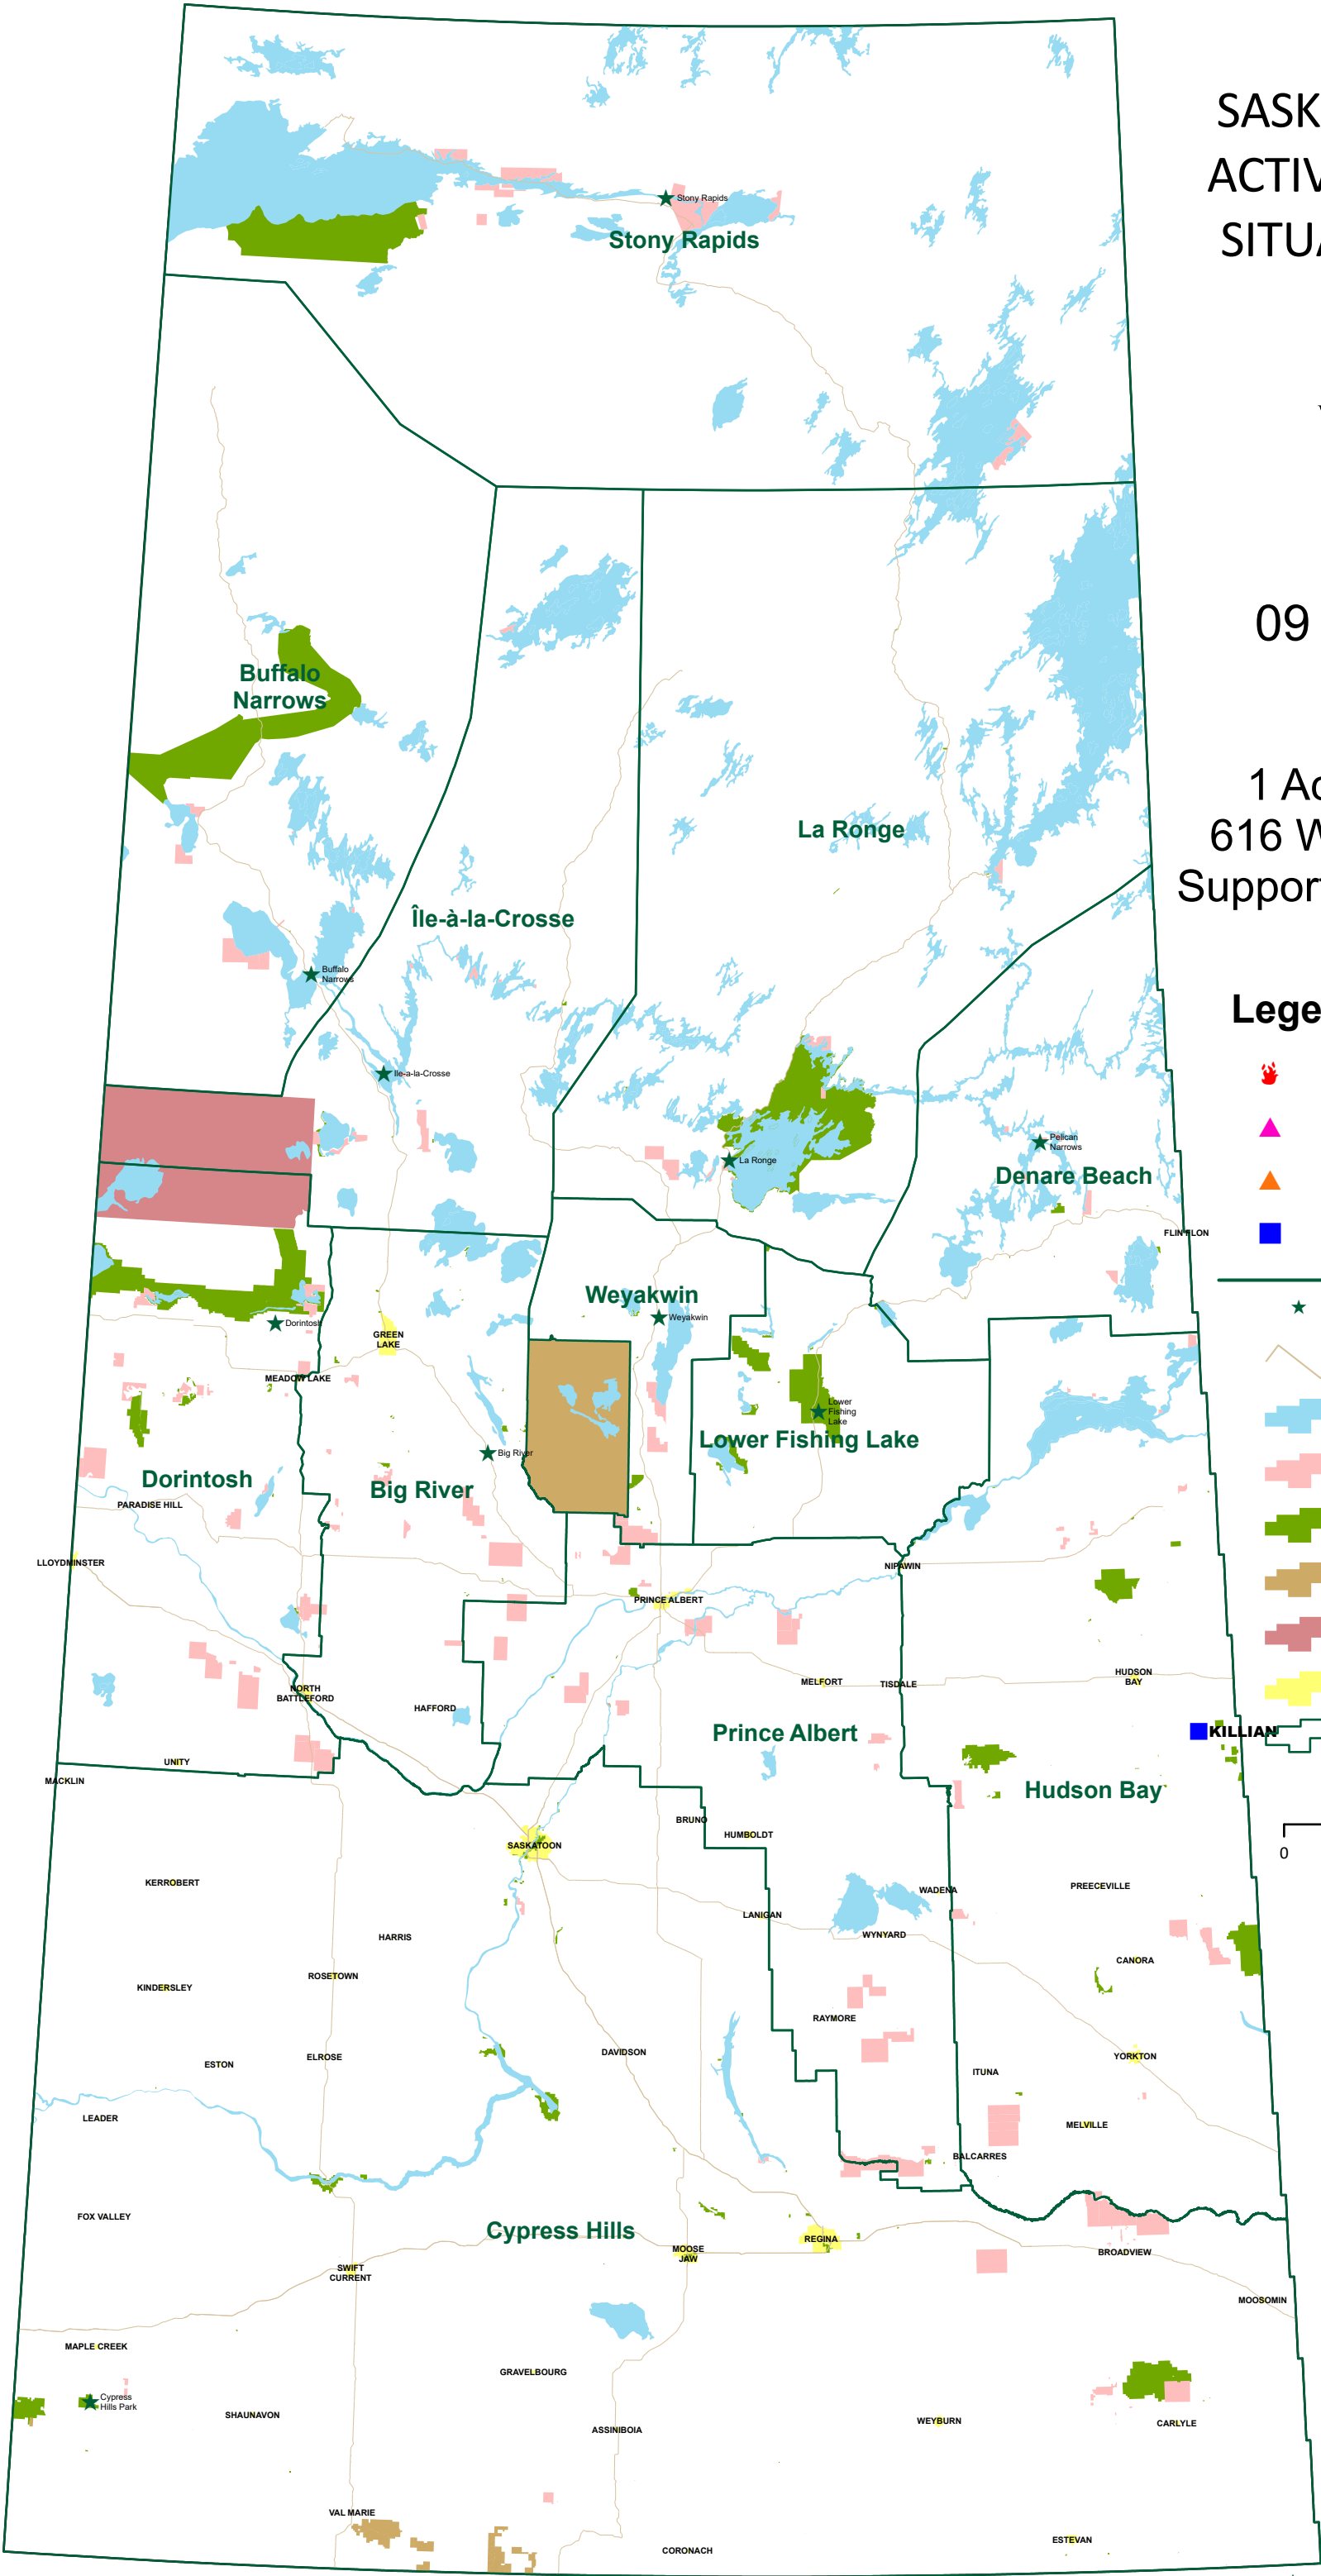 SASK
ACTIV
SITUA
Stony Rapids
Stony Rapids
09
Buffalo
Narrows
1 Ac
616 W
Support
La Ronge
Île-à-la-Crosse
Buffalo
Narrows
Lege
Ile-a-la-Crosse
Pelican
Narrows
La Ronge
Denare Beach
FLIN FLON
Weyakwin
Weyakwin
Dorintosh
GREEN
LAKE
MEADOW LAKE
Lower
Fishing
Lake
Lower Fishing Lake
Big River
Dorintosh
Big River
PARADISE HILL
LLOYDMINSTER
NIPAWIN
PRINCE ALBERT
HUDSON
BAY
MELFORT
TISDALE
NORTH
BATTLEFORD
HAFFORD
Prince Albert
KILLIAN
UNITY
MACKLIN
Hudson Bay
BRUNO
HUMBOLDT
SASKATOON
0
KERROBERT
PREECEVILLE
WADENA
LANIGAN
HARRIS
WYNYARD
CANORA
ROSETOWN
KINDERSLEY
RAYMORE
DAVIDSON
YORKTON
ELROSE
ESTON
ITUNA
LEADER
MELVILLE
BALCARRES
FOX VALLEY
Cypress Hills
REGINA
MOOSE
JAW
BROADVIEW
SWIFT
CURRENT
MOOSOMIN
MAPLE CREEK
GRAVELBOURG
Cypress
Hills Park
SHAUNAVON
WEYBURN
CARLYLE
ASSINIBOIA
VAL MARIE
ESTEVAN
CORONACH